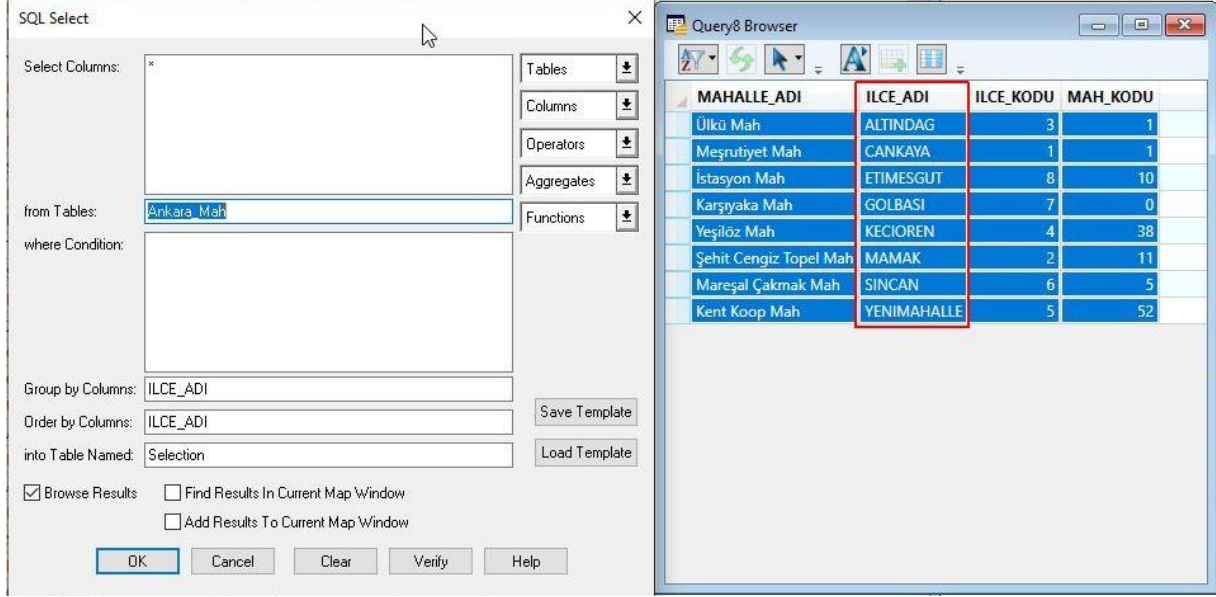 SQL Select
Select Columns:
*
Tables
Columns
Operators
Aggregates
Functions
from Tables:
Ankara_Mah
where Condition:
Group by Columns:
ILCE_ADI
Order by Columns:
ILCE_ADI
into Table Named:
Selection
Save Template
Load Template
Browse Results
Find Results In Current Map Window
Add Results To Current Map Window
OK
Cancel
Clear
Verify
Help
Query8 Browser
MAHALLE_ADI ILCE_ADI ILCE_KODU MAH_KODU
Ülkü Mah ALTINDAG 3 1
Meşrutiyet Mah CANKAYA 1 1
İstasyon Mah ETIMESGUT 8 10
Karşıyaka Mah GOLBASI 7 0
Yeşilöz Mah KECIOREN 4 38
Şehit Cengiz Topel Mah MAMAK 2 11
Mareşal Çakmak Mah SINCAN 6 5
Kent Koop Mah YENIMAHALLE 5 52